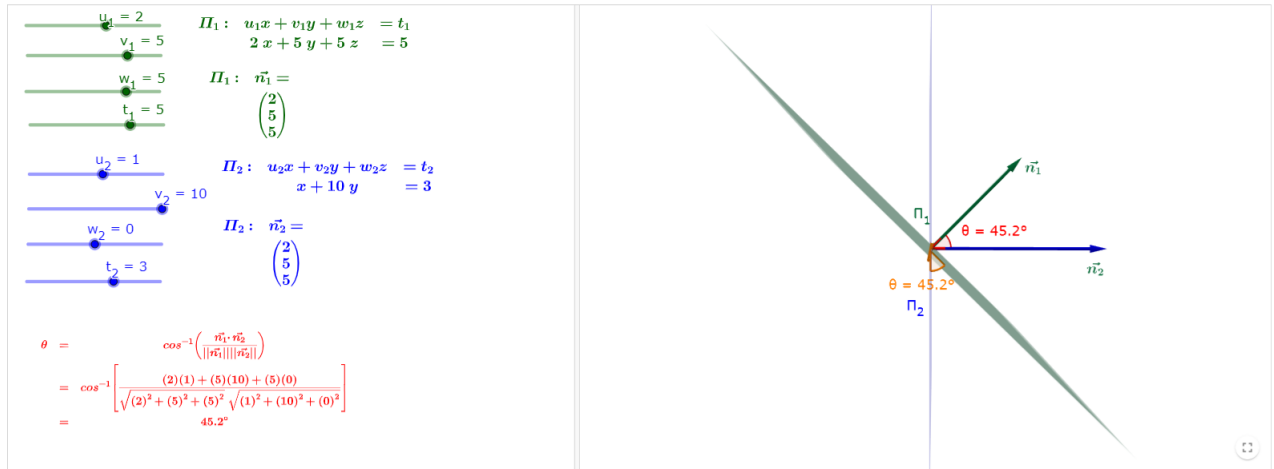 u₁ = 2
v₁ = 5
w₁ = 5
t₁ = 5
Π₁ : u₁x + v₁y + w₁z = t₁
2 x + 5 y + 5 z = 5
Π₁ : n⃗₁ =
(2
5
5)
u₂ = 1
v₂ = 10
w₂ = 0
t₂ = 3
Π₂ : u₂x + v₂y + w₂z = t₂
x + 10 y = 3
Π₂ : n⃗₂ =
(2
5
5)
θ = cos⁻¹(n⃗₁·n⃗₂ / ||n⃗₁||||n⃗₂||)
= cos⁻¹[(2)(1) + (5)(10) + (5)(0) / √((2)² + (5)² + (5)²) √((1)² + (10)² + (0)²)]
= 45.2°
n⃗₁
Π₁
θ = 45.2°
n⃗₂
θ = 45.2°
Π₂